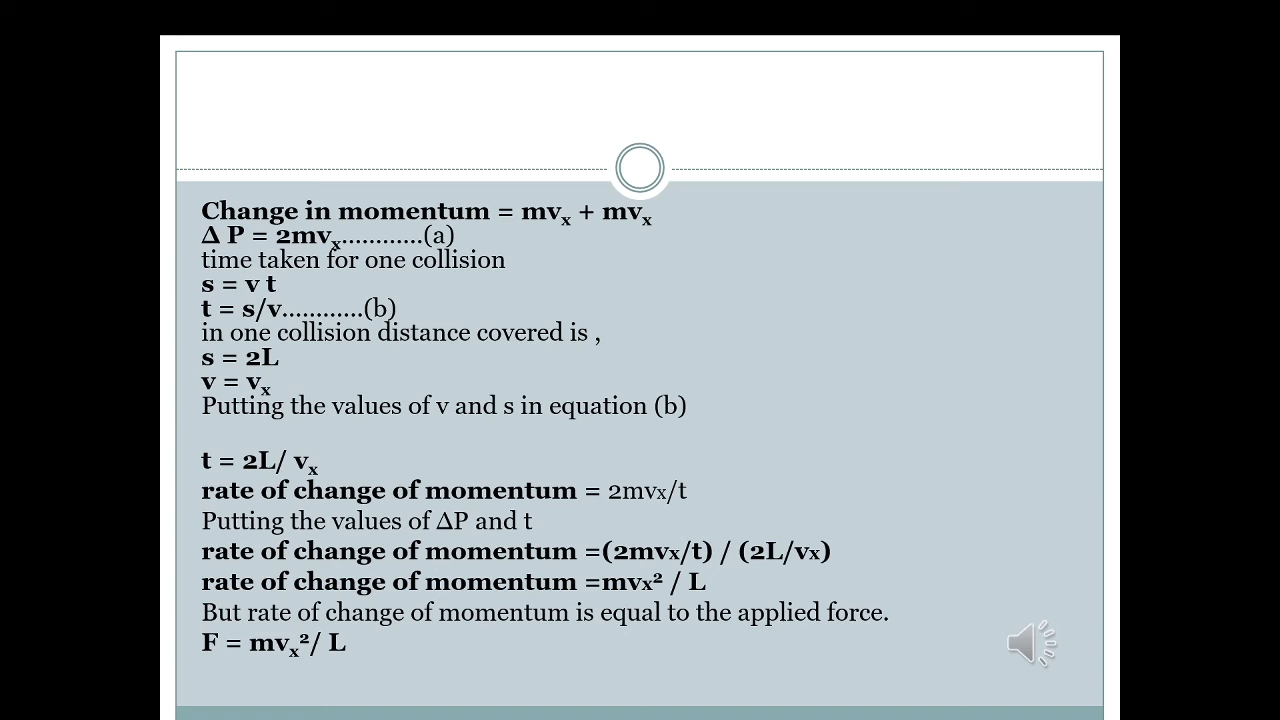 Change in momentum = mvₓ + mvₓ
Δ P = 2mvₓ............(a)
time taken for one collision
s = v t
t = s/v............(b)
in one collision distance covered is ,
s = 2L
v = vₓ
Putting the values of v and s in equation (b)
t = 2L/ vₓ
rate of change of momentum = 2mvx/t
Putting the values of ΔP and t
rate of change of momentum =(2mvx/t) / (2L/vx)
rate of change of momentum =mvx² / L
But rate of change of momentum is equal to the applied force.
F = mvₓ²/ L